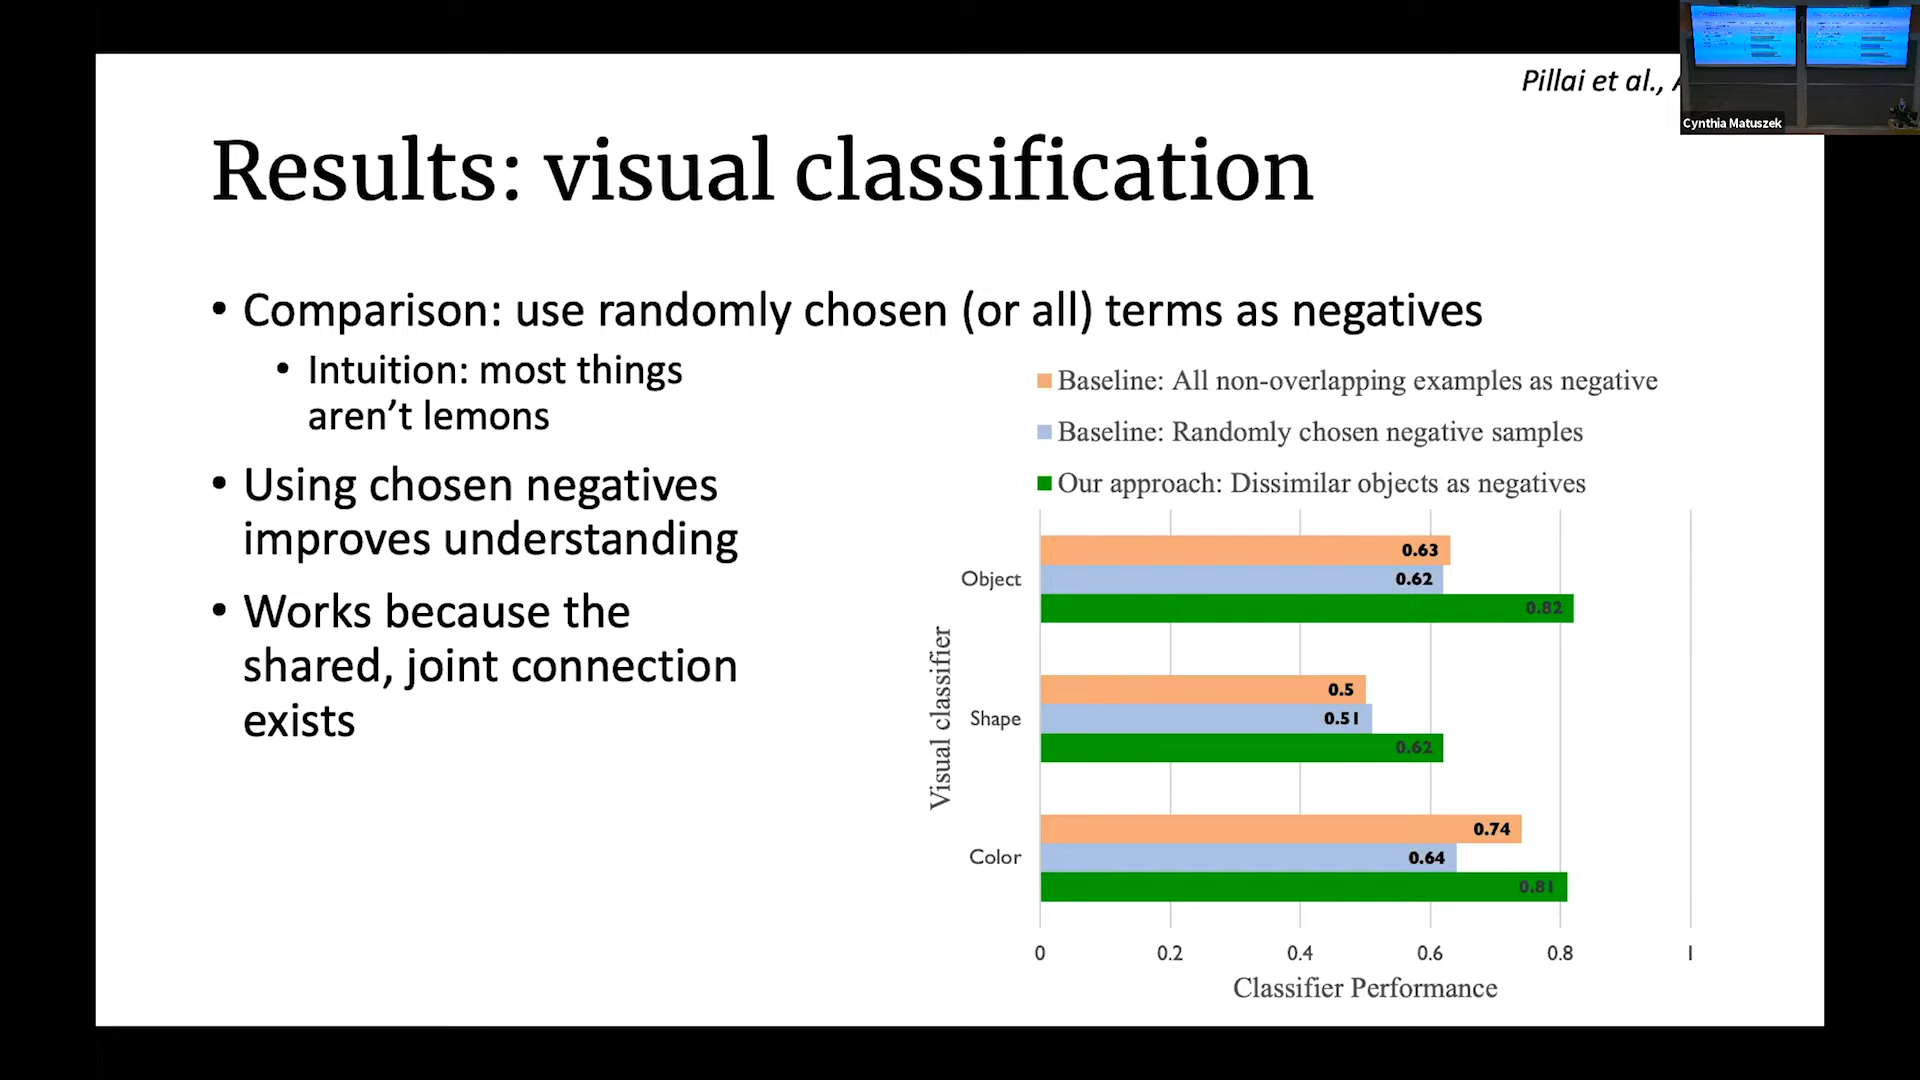 Pillai et al.,
Cynthia Matuszek
Results: visual classification
• Comparison: use randomly chosen (or all) terms as negatives
• Intuition: most things
aren’t lemons
• Using chosen negatives
improves understanding
• Works because the
shared, joint connection
exists
Baseline: All non-overlapping examples as negative
Baseline: Randomly chosen negative samples
Our approach: Dissimilar objects as negatives
Visual classifier
Object
0.63
0.62
0.82
Shape
0.5
0.51
0.62
Color
0.74
0.64
0.81
0 0.2 0.4 0.6 0.8 1
Classifier Performance